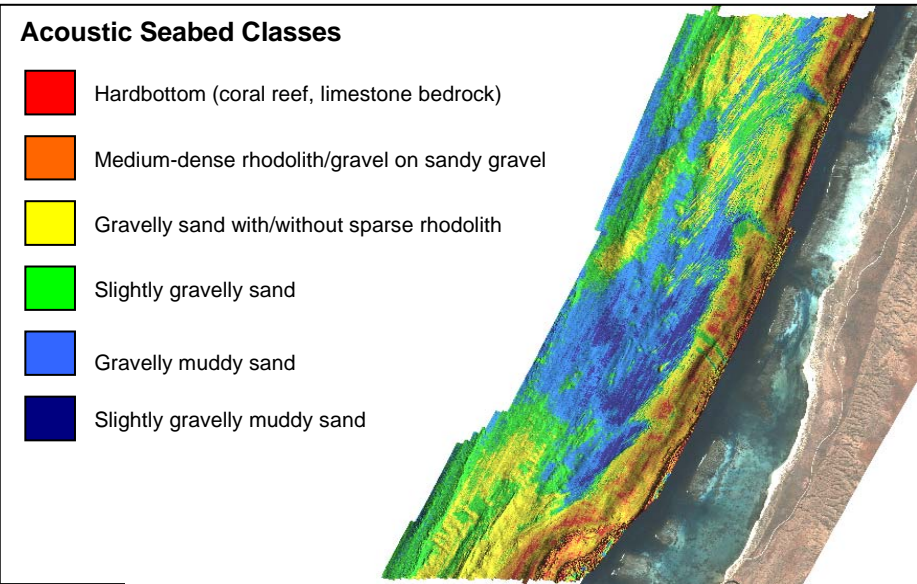 Acoustic Seabed Classes
Hardbottom (coral reef, limestone bedrock)
Medium-dense rhodolith/gravel on sandy gravel
Gravelly sand with/without sparse rhodolith
Slightly gravelly sand
Gravelly muddy sand
Slightly gravelly muddy sand